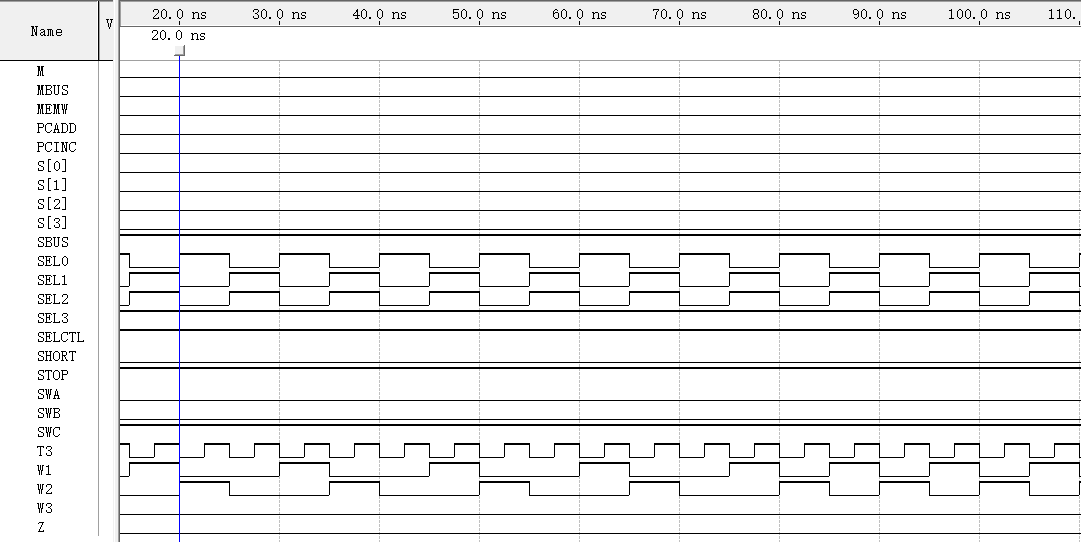 Name V 20.0 ns 30.0 ns 40.0 ns 50.0 ns 60.0 ns 70.0 ns 80.0 ns 90.0 ns 100.0 ns 110.
20.0 ns
M
MBUS
MEMW
PCADD
PCINC
S[0]
S[1]
S[2]
S[3]
SBUS
SEL0
SEL1
SEL2
SEL3
SELCTL
SHORT
STOP
SWA
SWB
SWC
T3
W1
W2
W3
Z